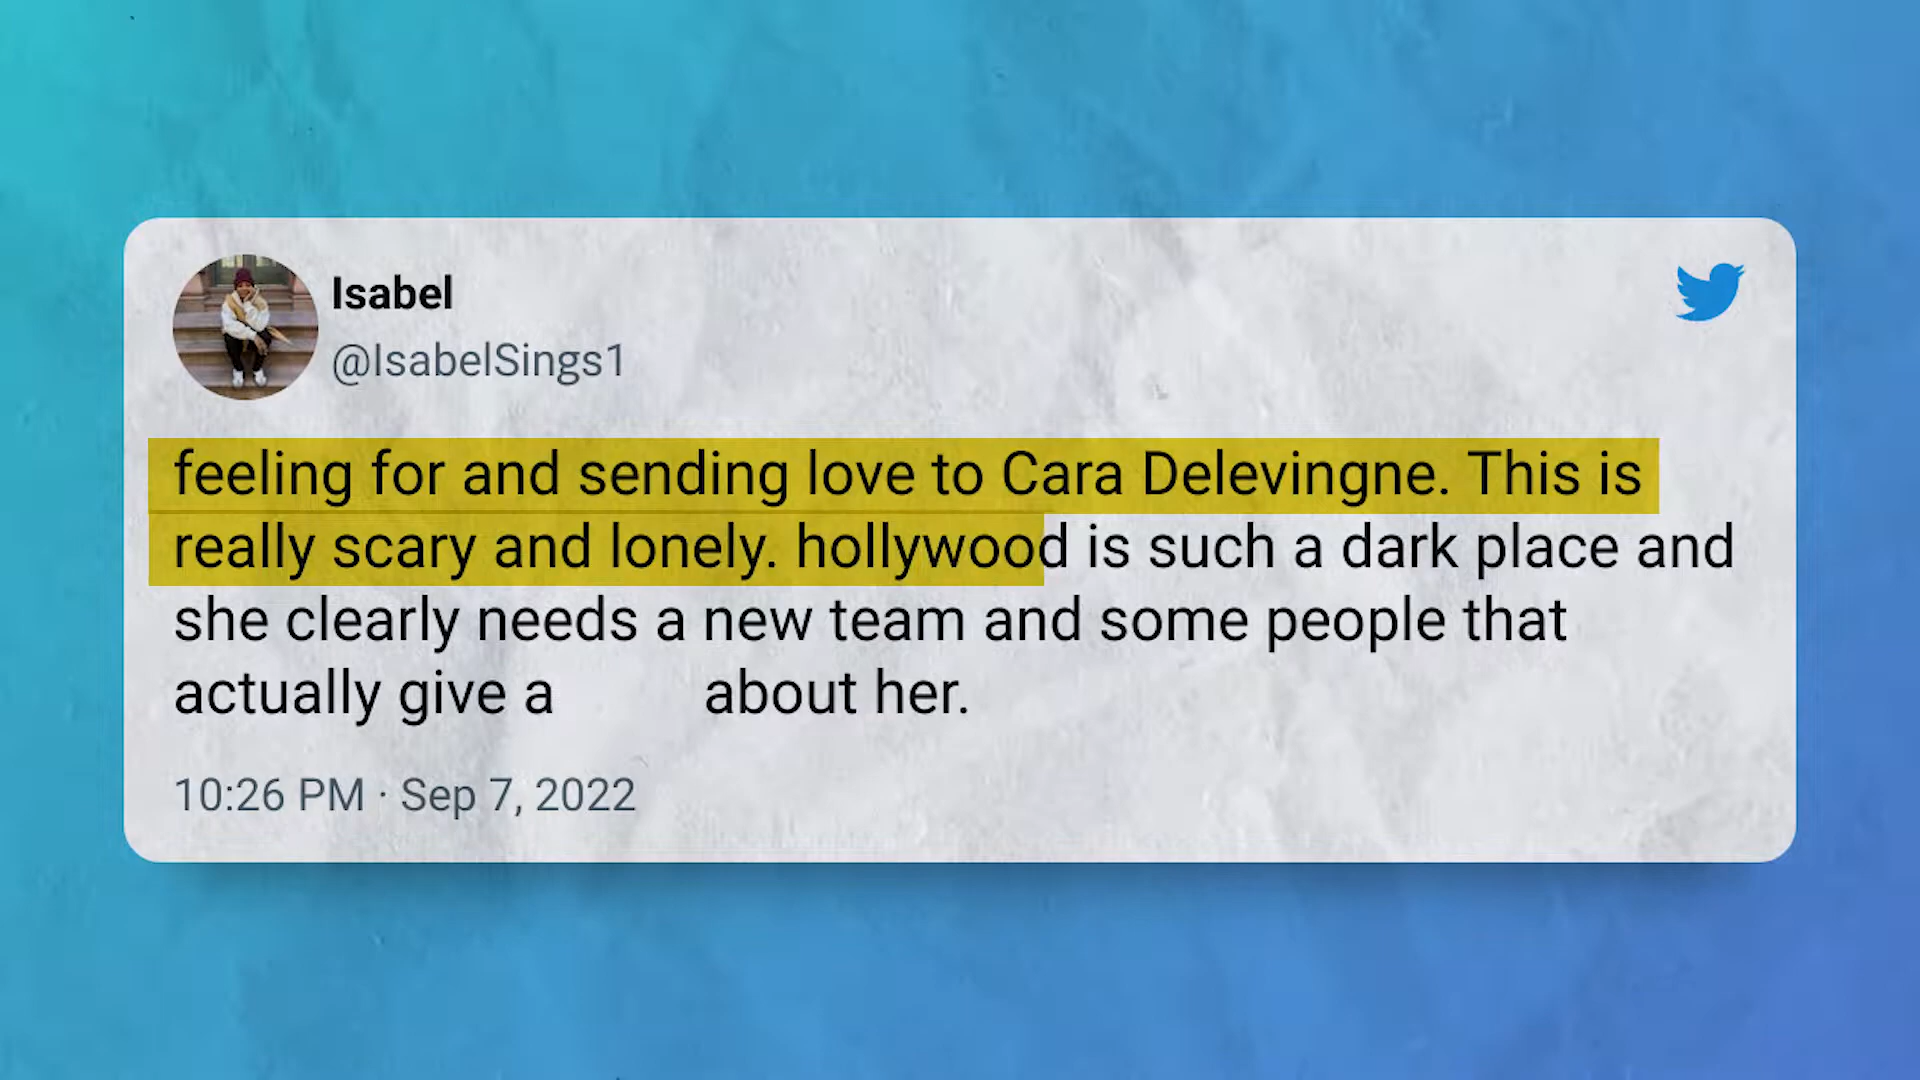 Isabel
@IsabelSings1
feeling for and sending love to Cara Delevingne. This is
really scary and lonely. hollywood is such a dark place and
she clearly needs a new team and some people that
actually give a about her.
10:26 PM · Sep 7, 2022